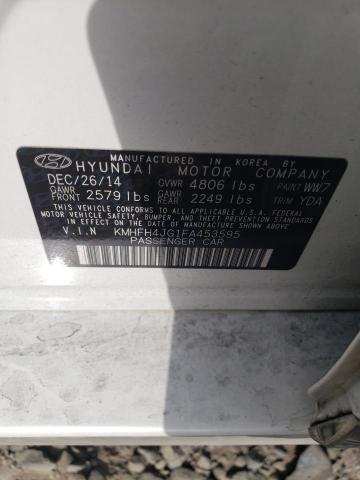 MANUFACTURED IN KOREA BY
HYUNDAI MOTOR COMPANY
DEC/26/14 GVWR 4806 lbs PAINT WW7
GAWR FRONT 2579 lbs GAWR REAR 2249 lbs TRIM YDA
THIS VEHICLE CONFORMS TO ALL APPLICABLE U.S.A. FEDERAL
MOTOR VEHICLE SAFETY, BUMPER, AND THEFT PREVENTION STANDARDS
IN EFFECT ON THE DATE OF MANUFACTURE SHOWN ABOVE.
V.I.N KMHFH4JG1FA453595
PASSENGER CAR